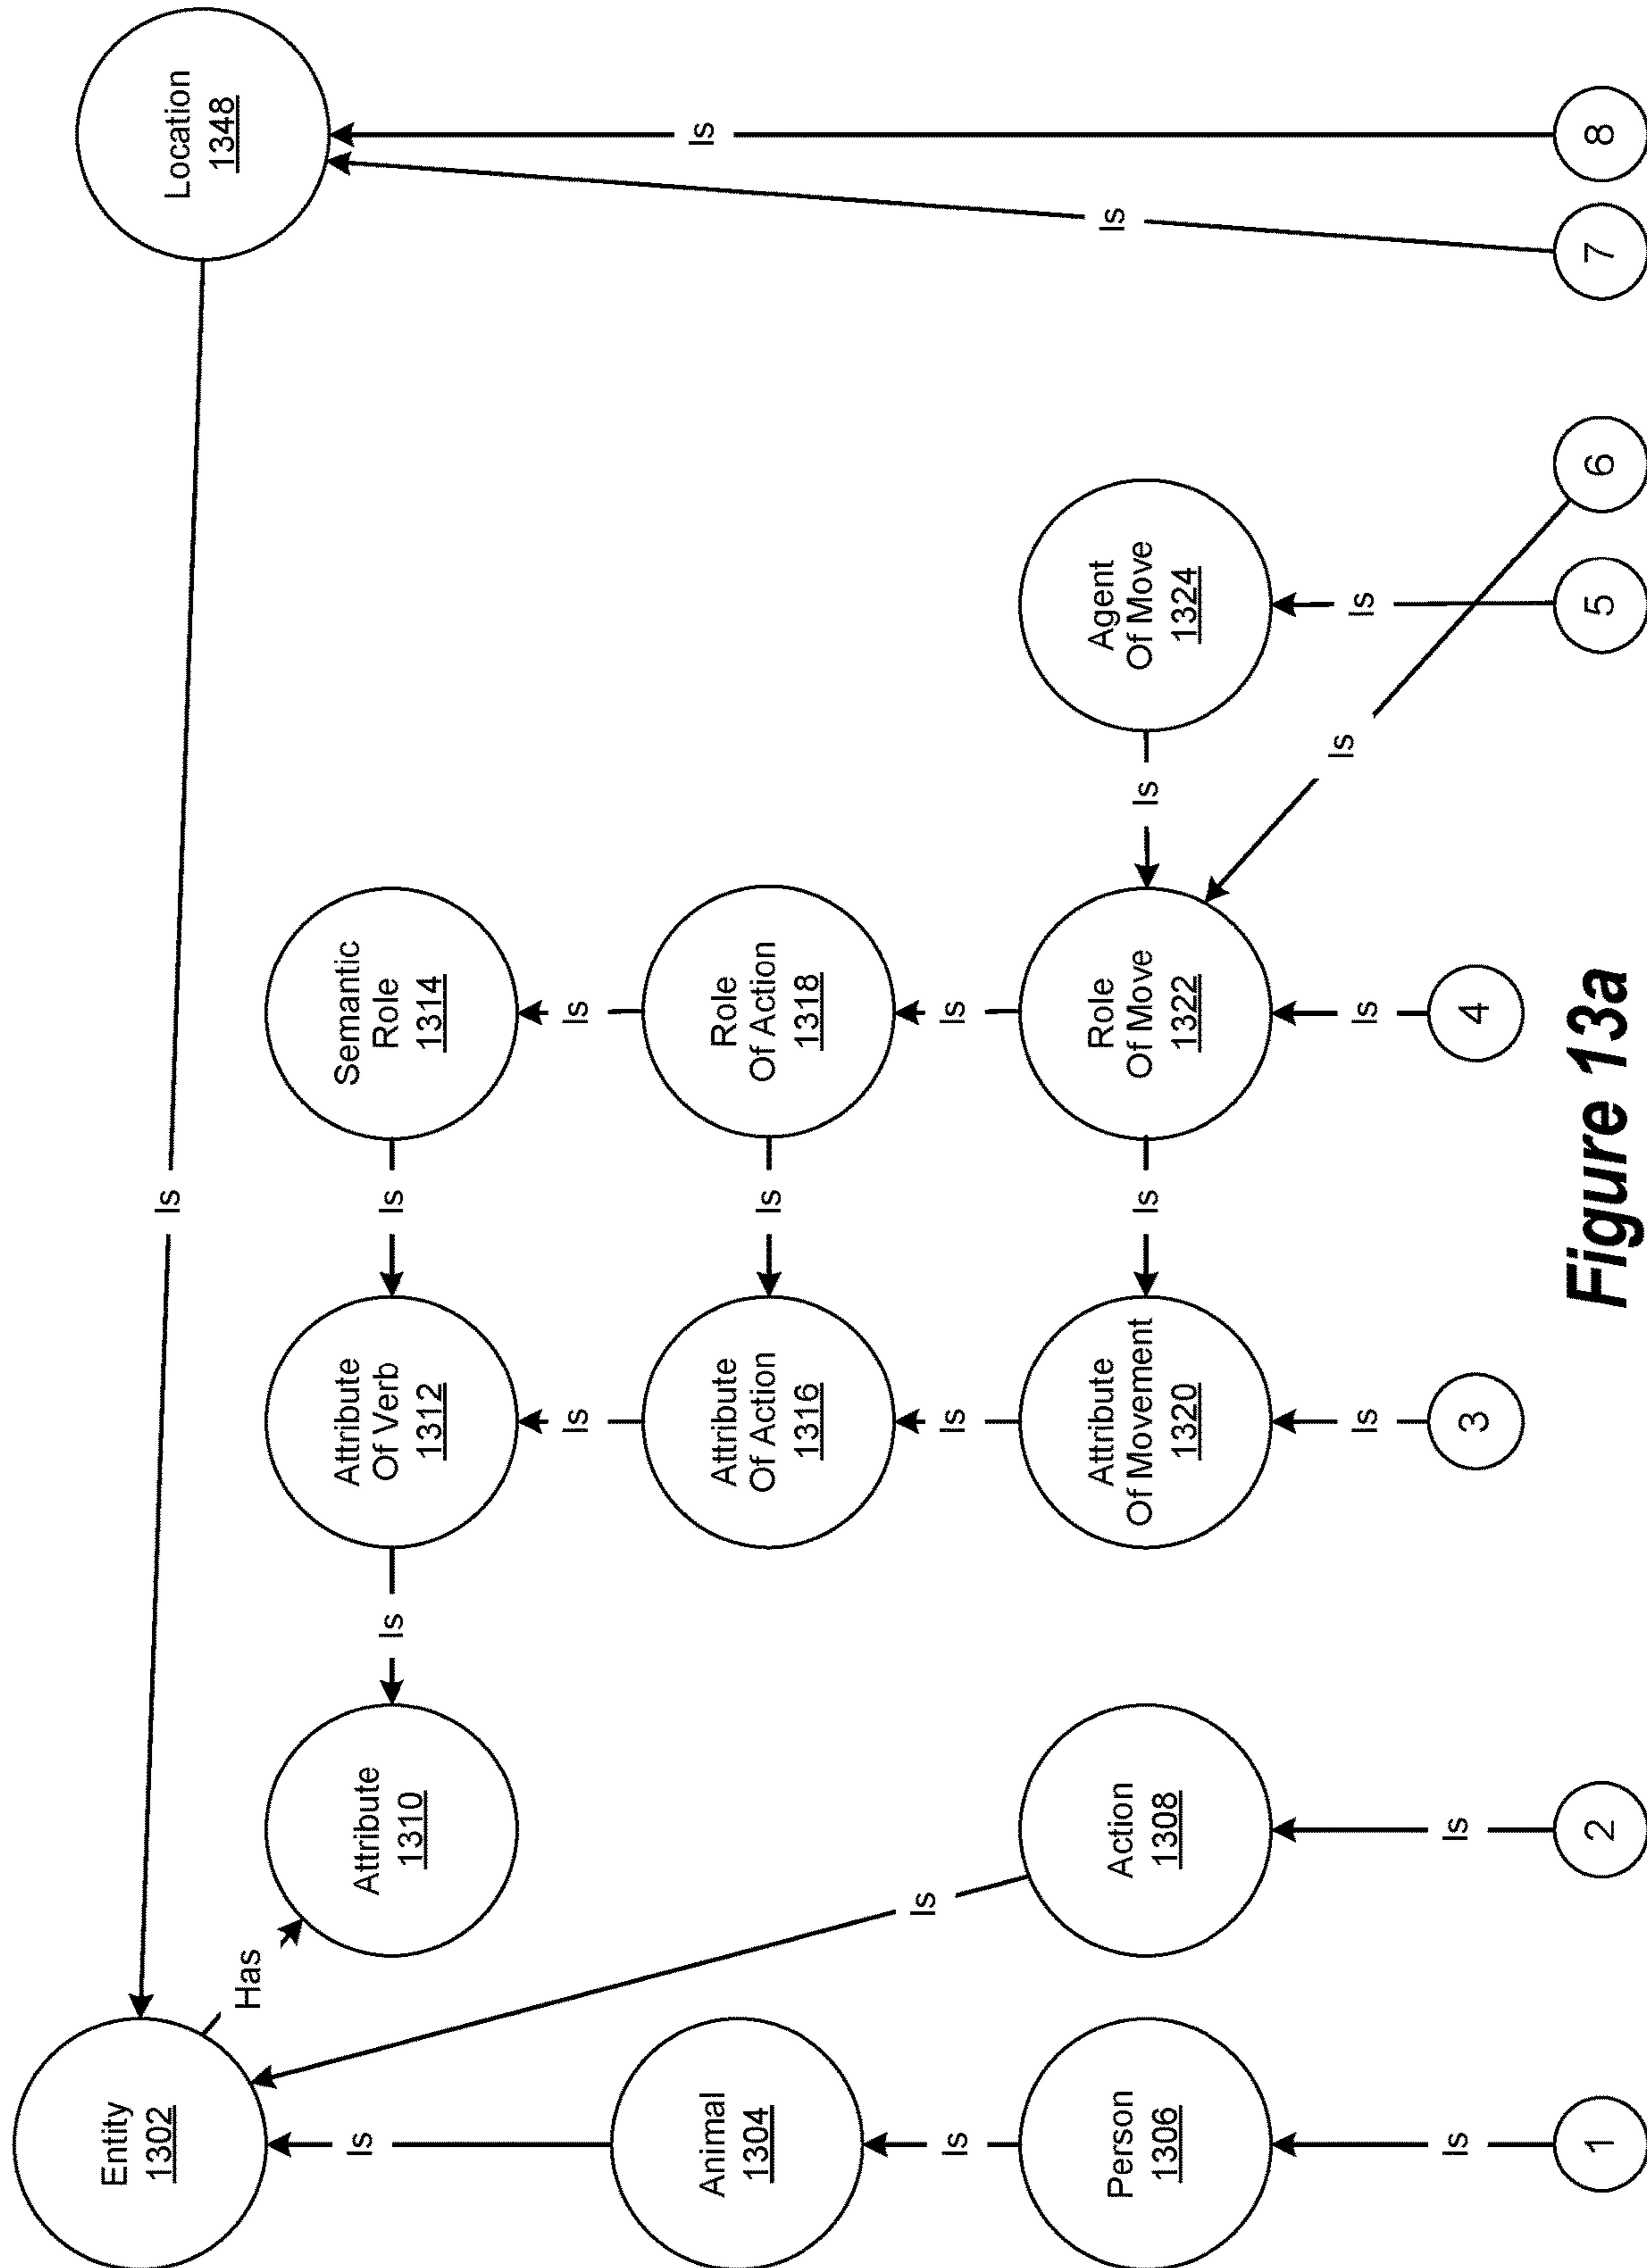 Entity
1302
Is
Location
1348
Has
Attribute
1310
Is
Attribute
Of Verb
1312
Is
Semantic
Role
1314
Is
Is
Is
Is
Is
Animal
1304
Is
Attribute
Of Action
1316
Is
Role
Of Action
1318
Is
Is
Is
Is
Person
1306
Action
1308
Attribute
Of Movement
1320
Is
Role
Of Move
1322
Is
Agent
Of Move
1324
Is
Is
Is
Is
Is
Is
Is
3
4
1
2
5
6
7
8
Figure 13a